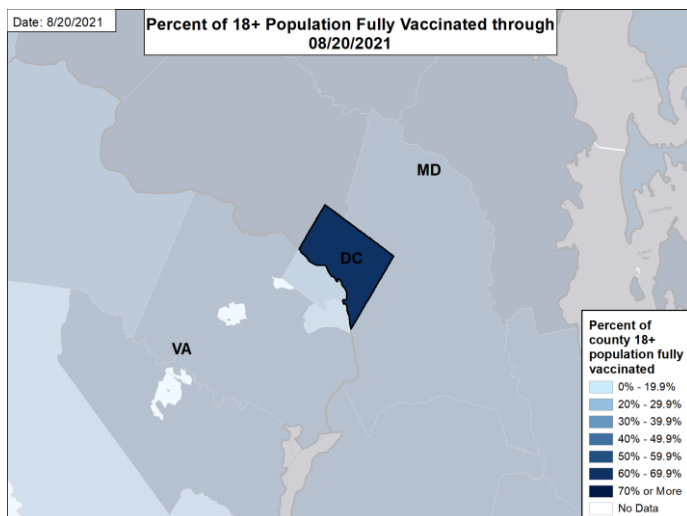 Date: 8/20/2021
Percent of 18+ Population Fully Vaccinated through
08/20/2021
MD
DC
VA
Percent of
county 18+
population fully
vaccinated
0% - 19.9%
20% - 29.9%
30% - 39.9%
40% - 49.9%
50% - 59.9%
60% - 69.9%
70% or More
No Data